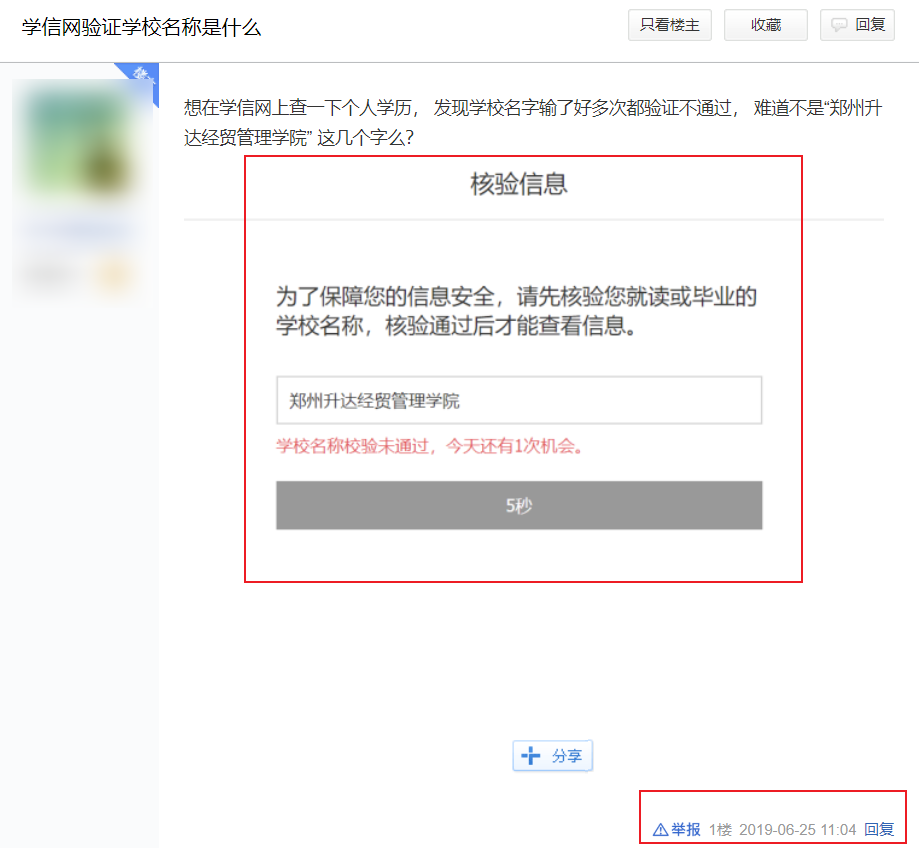 学信网验证学校名称是什么
只看楼主
收藏
回复
想在学信网上查一下个人学历， 发现学校名字输了好多次都验证不通过， 难道不是“郑州升
达经贸管理学院” 这几个字么?
核验信息
为了保障您的信息安全，请先核验您就读或毕业的
学校名称，核验通过后才能查看信息。
郑州升达经贸管理学院
学校名称校验未通过，今天还有1次机会。
5秒
分享
举报 1楼 2019-06-25 11:04 回复